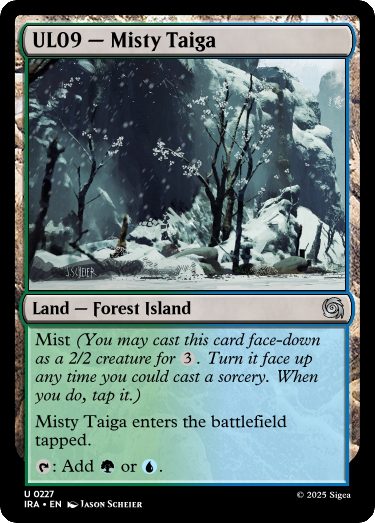 UL09 — Misty Taiga
J.SCHEIER
Land — Forest Island
Mist (You may cast this card face-down
as a 2/2 creature for 3. Turn it face up
any time you could cast a sorcery. When
you do, tap it.)
Misty Taiga enters the battlefield
tapped.
: Add or .
U 0227
IRA • EN Jason Scheier
© 2025 Sigea